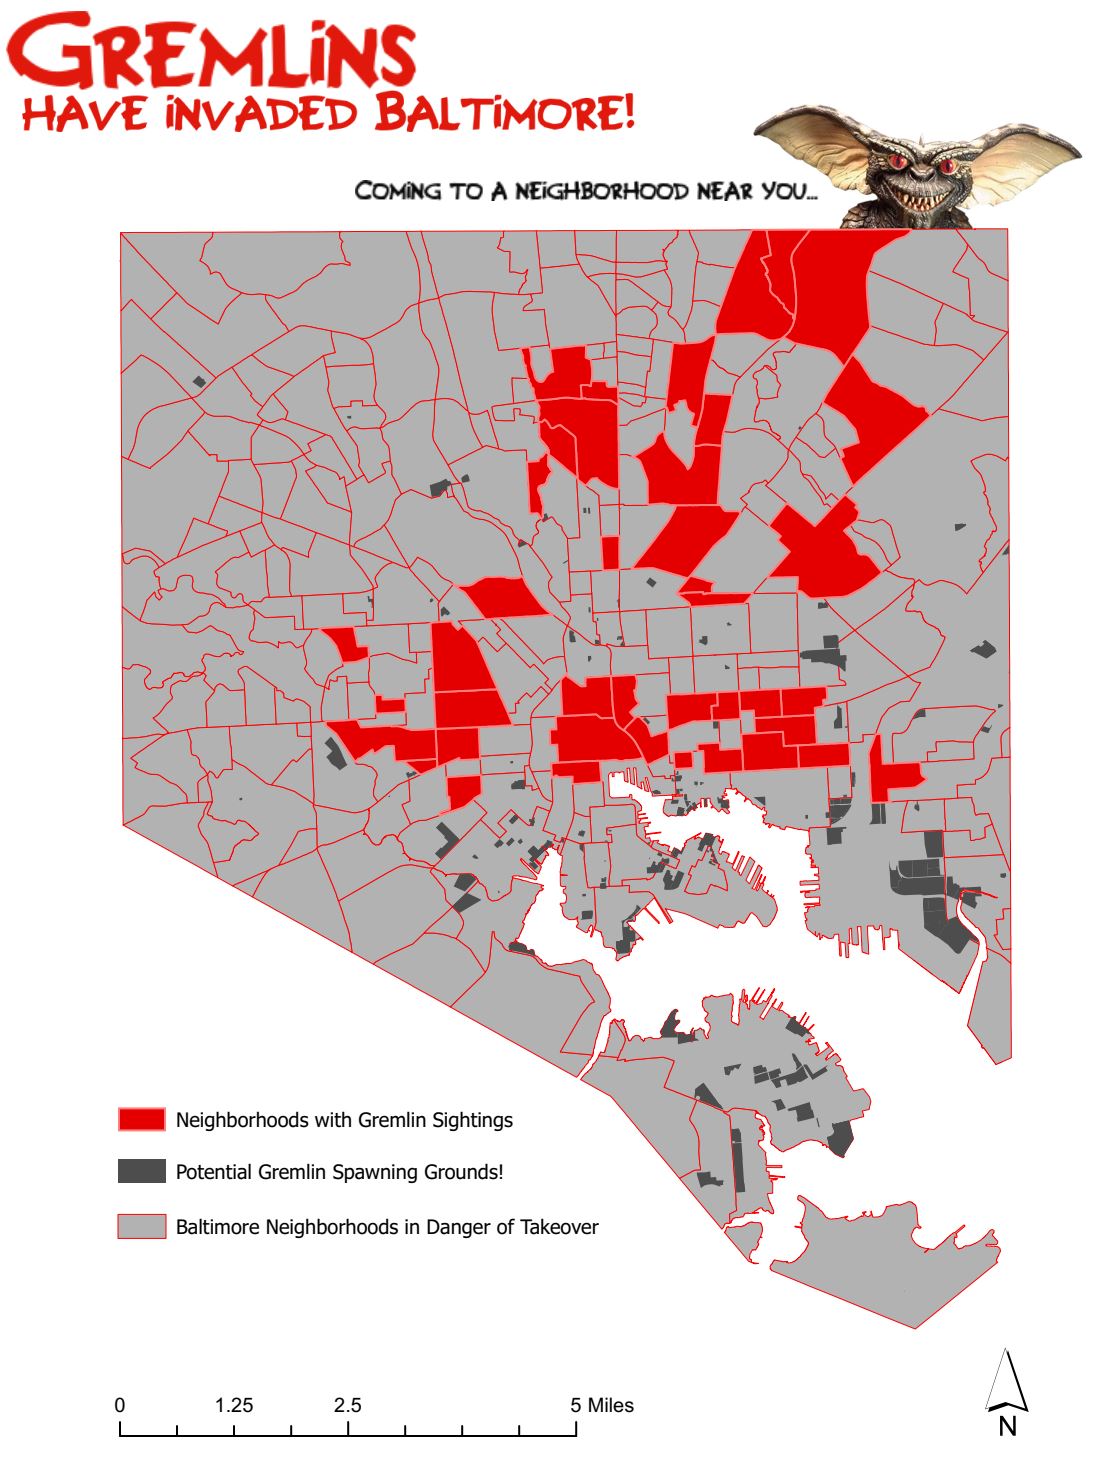 GREMLiNS
HAVE iNVADED BALTiMORE!
COMiNG TO A NEiGHBORHOOD NEAR YOU...
Neighborhoods with Gremlin Sightings
Potential Gremlin Spawning Grounds!
Baltimore Neighborhoods in Danger of Takeover
0 1.25 2.5 5 Miles
N